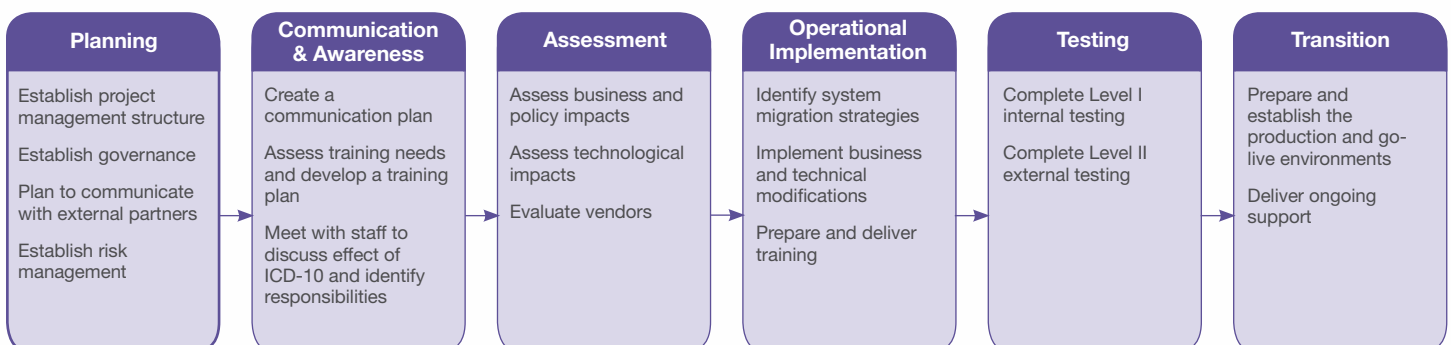 Planning
Establish project
management structure
Establish governance
Plan to communicate
with external partners
Establish risk
management
Communication
& Awareness
Create a
communication plan
Assess training needs
and develop a training
plan
Meet with staff to
discuss effect of
ICD-10 and identify
responsibilities
Assessment
Assess business and
policy impacts
Assess technological
impacts
Evaluate vendors
Operational
Implementation
Identify system
migration strategies
Implement business
and technical
modifications
Prepare and deliver
training
Testing
Complete Level I
internal testing
Complete Level II
external testing
Transition
Prepare and
establish the
production and go-
live environments
Deliver ongoing
support